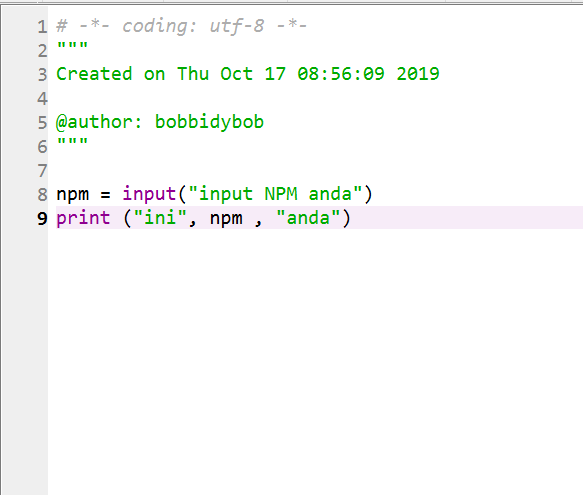 1 # -*- coding: utf-8 -*-
2 """
3 Created on Thu Oct 17 08:56:09 2019
4
5 @author: bobbidybob
6 """
7
8 npm = input("input NPM anda")
9 print ("ini", npm , "anda")